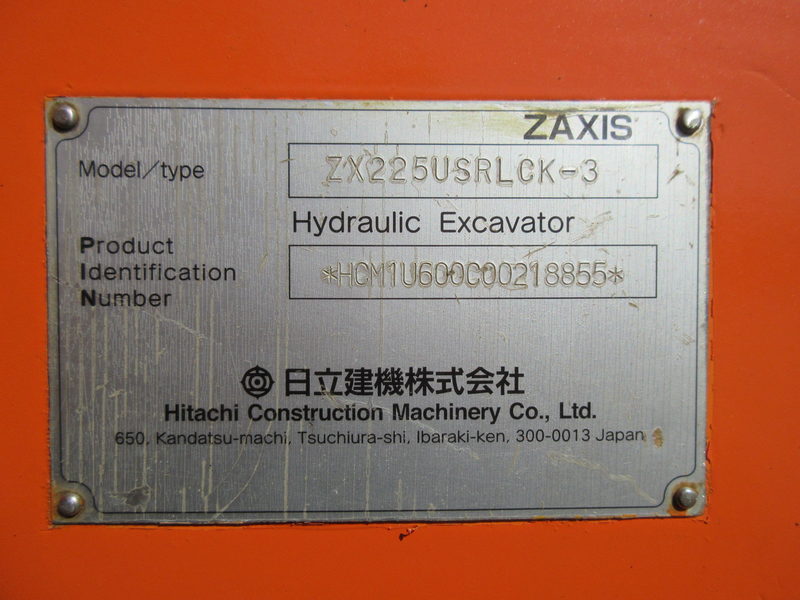 ZAXIS
Model/type ZX225USRLCK-3
Hydraulic Excavator
Product
Identification
Number
*HCM1U600C00218855*
日立建機株式会社
Hitachi Construction Machinery Co., Ltd.
650, Kandatsu-machi, Tsuchiura-shi, Ibaraki-ken, 300-0013 Japan